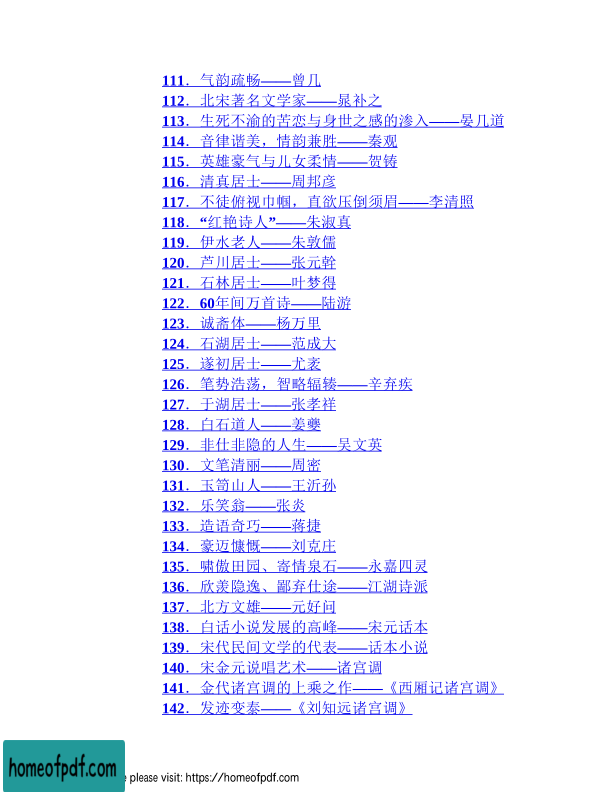 111．气韵疏畅——曾几
112．北宋著名文学家——晁补之
113．生死不渝的苦恋与身世之感的渗入——晏几道
114．音律谐美，情韵兼胜——秦观
115．英雄豪气与儿女柔情——贺铸
116．清真居士——周邦彦
117．不徒俯视巾帼，直欲压倒须眉——李清照
118．“红艳诗人”——朱淑真
119．伊水老人——朱敦儒
120．芦川居士——张元幹
121．石林居士——叶梦得
122．60年间万首诗——陆游
123．诚斋体——杨万里
124．石湖居士——范成大
125．遂初居士——尤袤
126．笔势浩荡，智略辐辏——辛弃疾
127．于湖居士——张孝祥
128．白石道人——姜夔
129．非仕非隐的人生——吴文英
130．文笔清丽——周密
131．玉笥山人——王沂孙
132．乐笑翁——张炎
133．造语奇巧——蒋捷
134．豪迈慷慨——刘克庄
135．啸傲田园、寄情泉石——永嘉四灵
136．欣羡隐逸、鄙弃仕途——江湖诗派
137．北方文雄——元好问
138．白话小说发展的高峰——宋元话本
139．宋代民间文学的代表——话本小说
140．宋金元说唱艺术——诸宫调
141．金代诸宫调的上乘之作——《西厢记诸宫调》
142．发迹变泰——《刘知远诸宫调》
homeofpdf.com
e please visit: https://homeofpdf.com